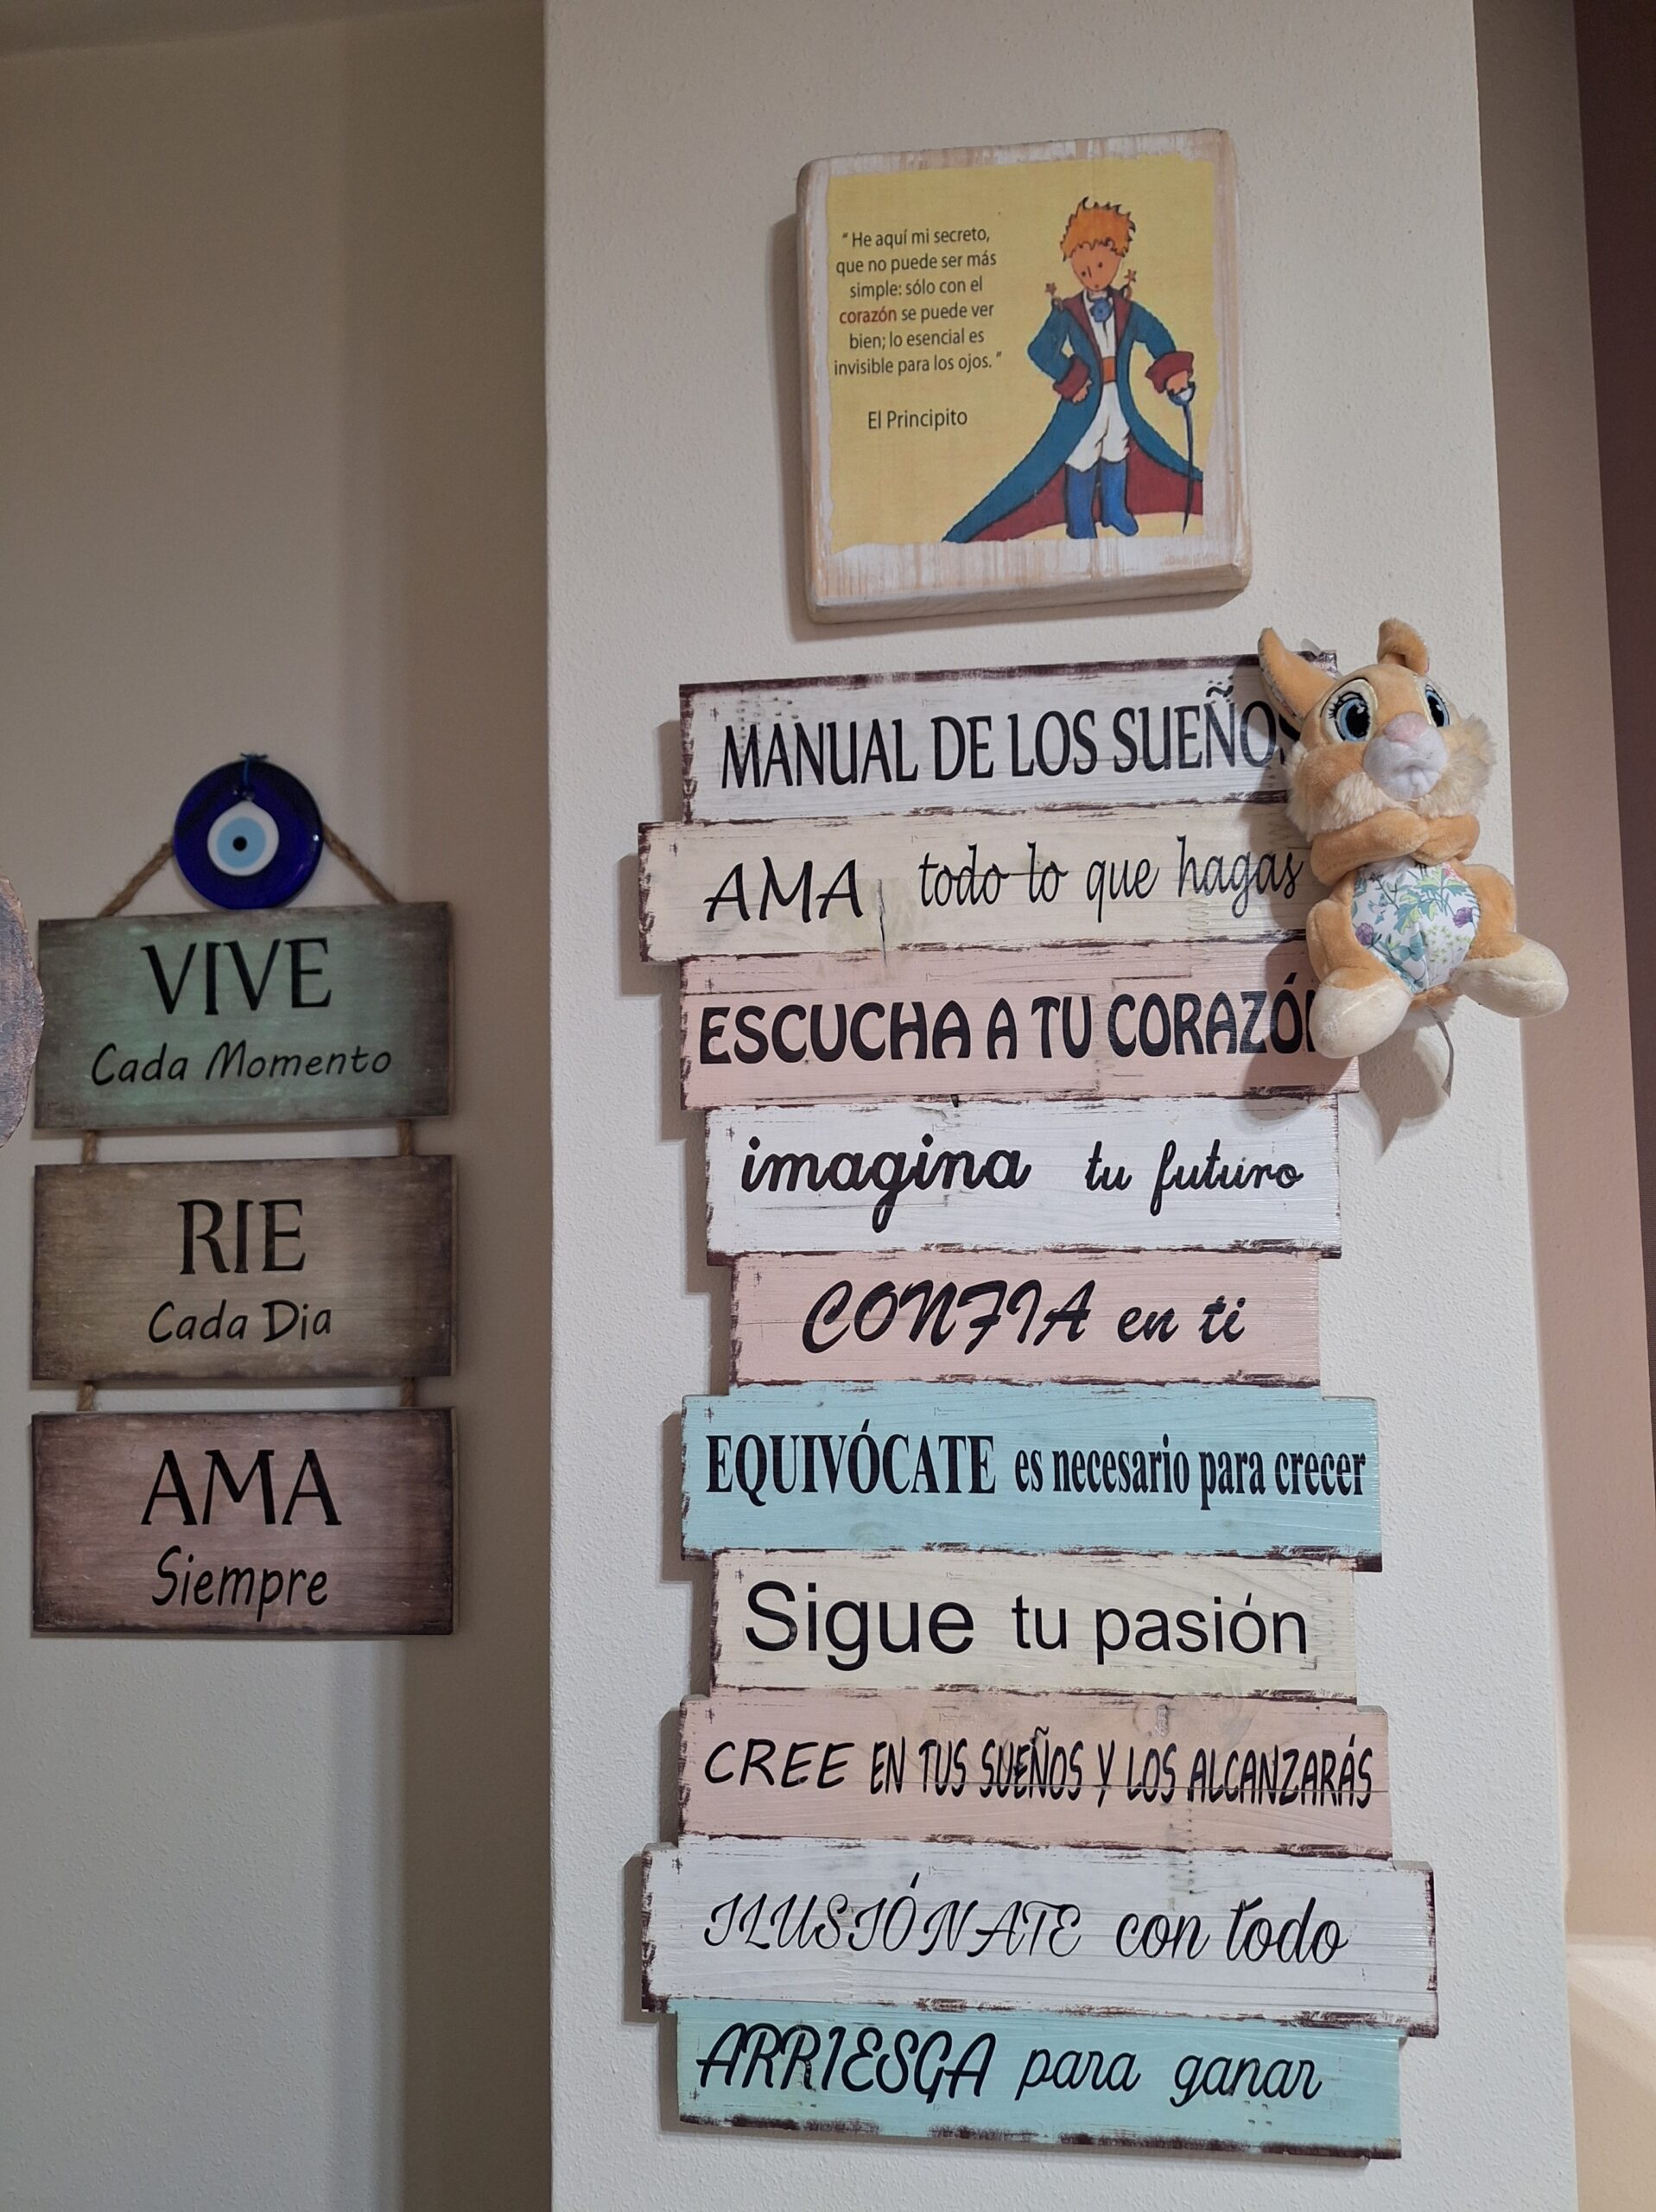 “ He aquí mi secreto,
que no puede ser más
simple: sólo con el
corazón se puede ver
bien; lo esencial es
invisible para los ojos. ”
El Principito
VIVE
Cada Momento
RIE
Cada Dia
AMA
Siempre
MANUAL DE LOS SUEÑOS
AMA todo lo que hagas
ESCUCHA A TU CORAZÓN
imagina tu futuro
CONFIA en ti
EQUIVÓCATE es necesario para crecer
Sigue tu pasión
CREE EN TUS SUEÑOS Y LOS ALCANZARÁS
ILUSIÓNATE con todo
ARRIESGA para ganar